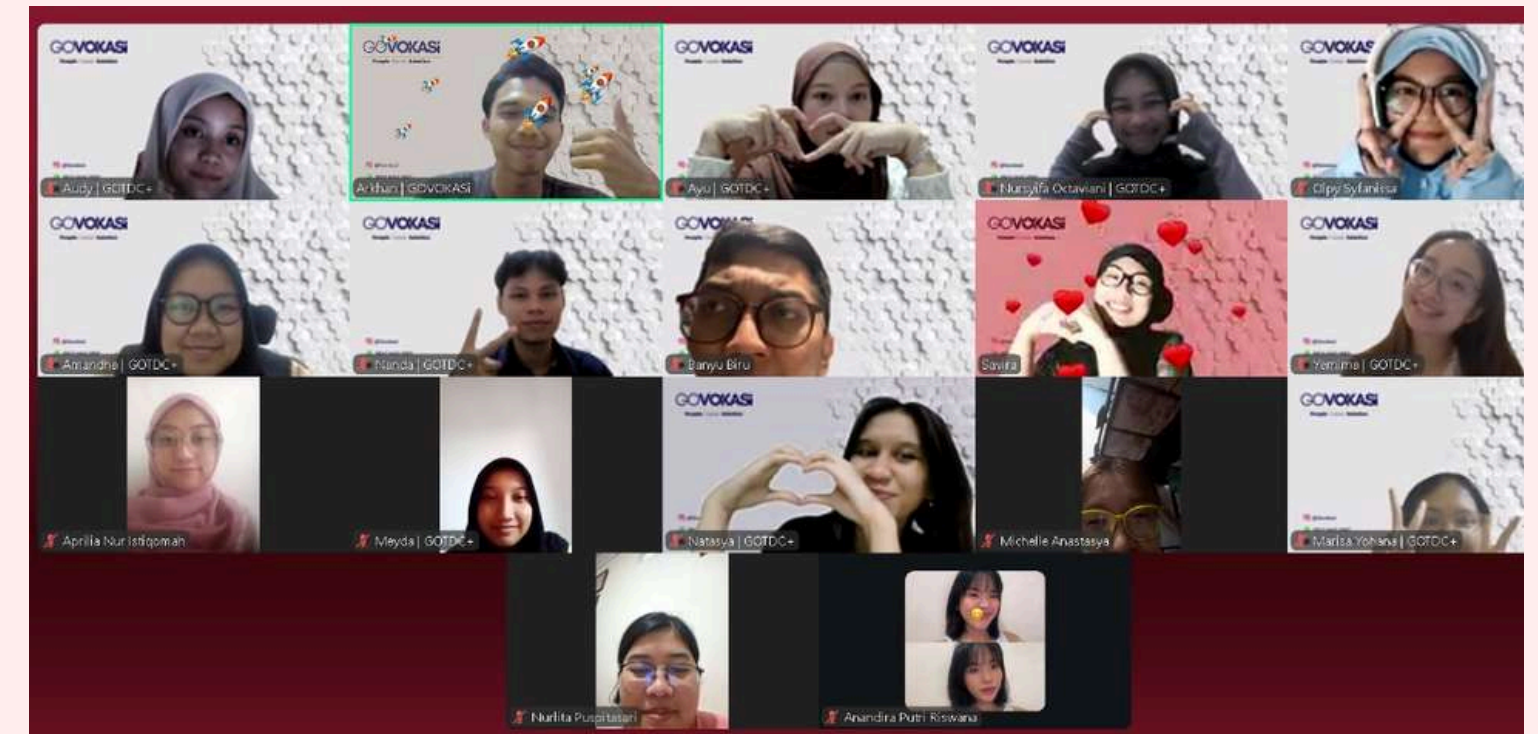 GOVOKASi
GOVOKASi
GOVOKASi
GOVOKASi
GOVOKAS
Audy | GOTDC+
Arkhan | GOVOKASi
Ayu | GOTDC+
Nursyifa Octaviani | GOTDC+
Olpy Syfanissa
GOVOKASi
GOVOKASi
GOVOKASi
GOVOKASi
Amandha | GOTDC+
Nanda | GOTDC+
Banyu Biru
Savira
Yemima | GOTDC+
GOVOKASi
GOVOKASi
Aprilia Nur Istiqomah
Meyda | GOTDC+
Natasya | GOTDC+
Michelle Anastasya
Marisa Yohana | GOTDC+
Nurlita Puspitasari
Anandira Putri Riswana